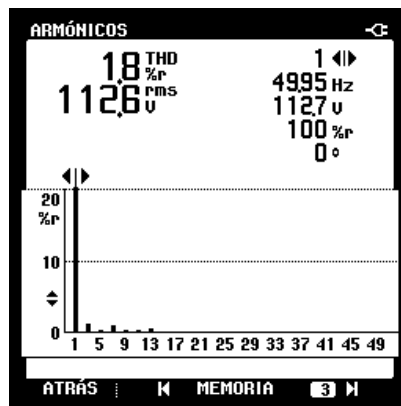 ARMÓNICOS
1,8 THD %r
112,6 rms V
1
49,95 Hz
112,7 V
100 %r
0 °
20
%r
10
0
1 5 9 13 17 21 25 29 33 37 41 45 49
ATRÁS MEMORIA 3